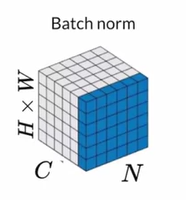 Batch norm
H × W
C
N